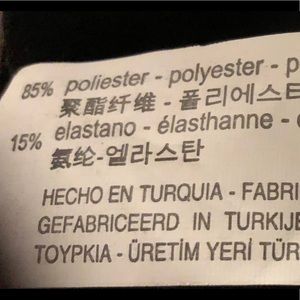 85% poliester - polyester - p
聚酯纤维 - 폴리에스터
15% elastano - élasthanne - e
氨纶-엘라스탄
HECHO EN TURQUIA - FABRI
GEFABRICEERD IN TURKIJE
ΤΟΥΡΚΙΑ - ÜRETİM YERİ TÜR